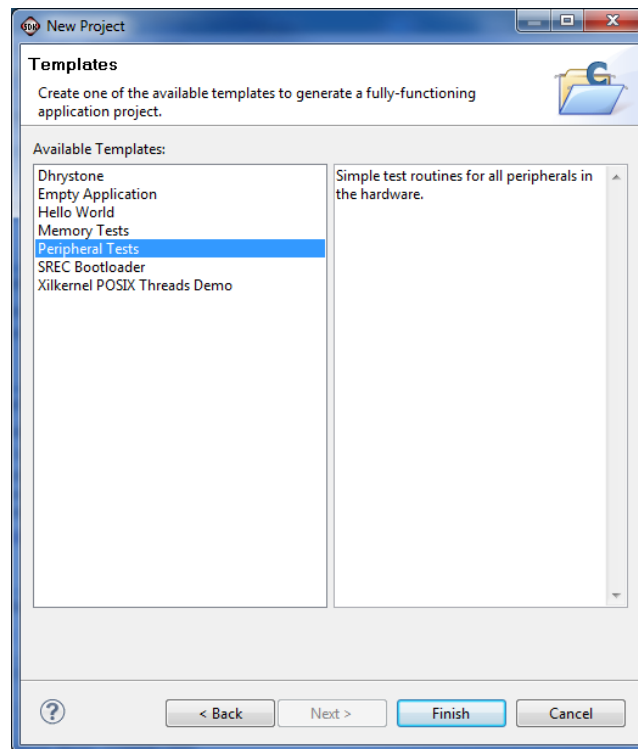 SDK New Project
Templates
Create one of the available templates to generate a fully-functioning
application project.
C
Available Templates:
Dhrystone
Empty Application
Hello World
Memory Tests
Peripheral Tests
SREC Bootloader
Xilkernel POSIX Threads Demo
Simple test routines for all peripherals in
the hardware.
?
< Back
Next >
Finish
Cancel